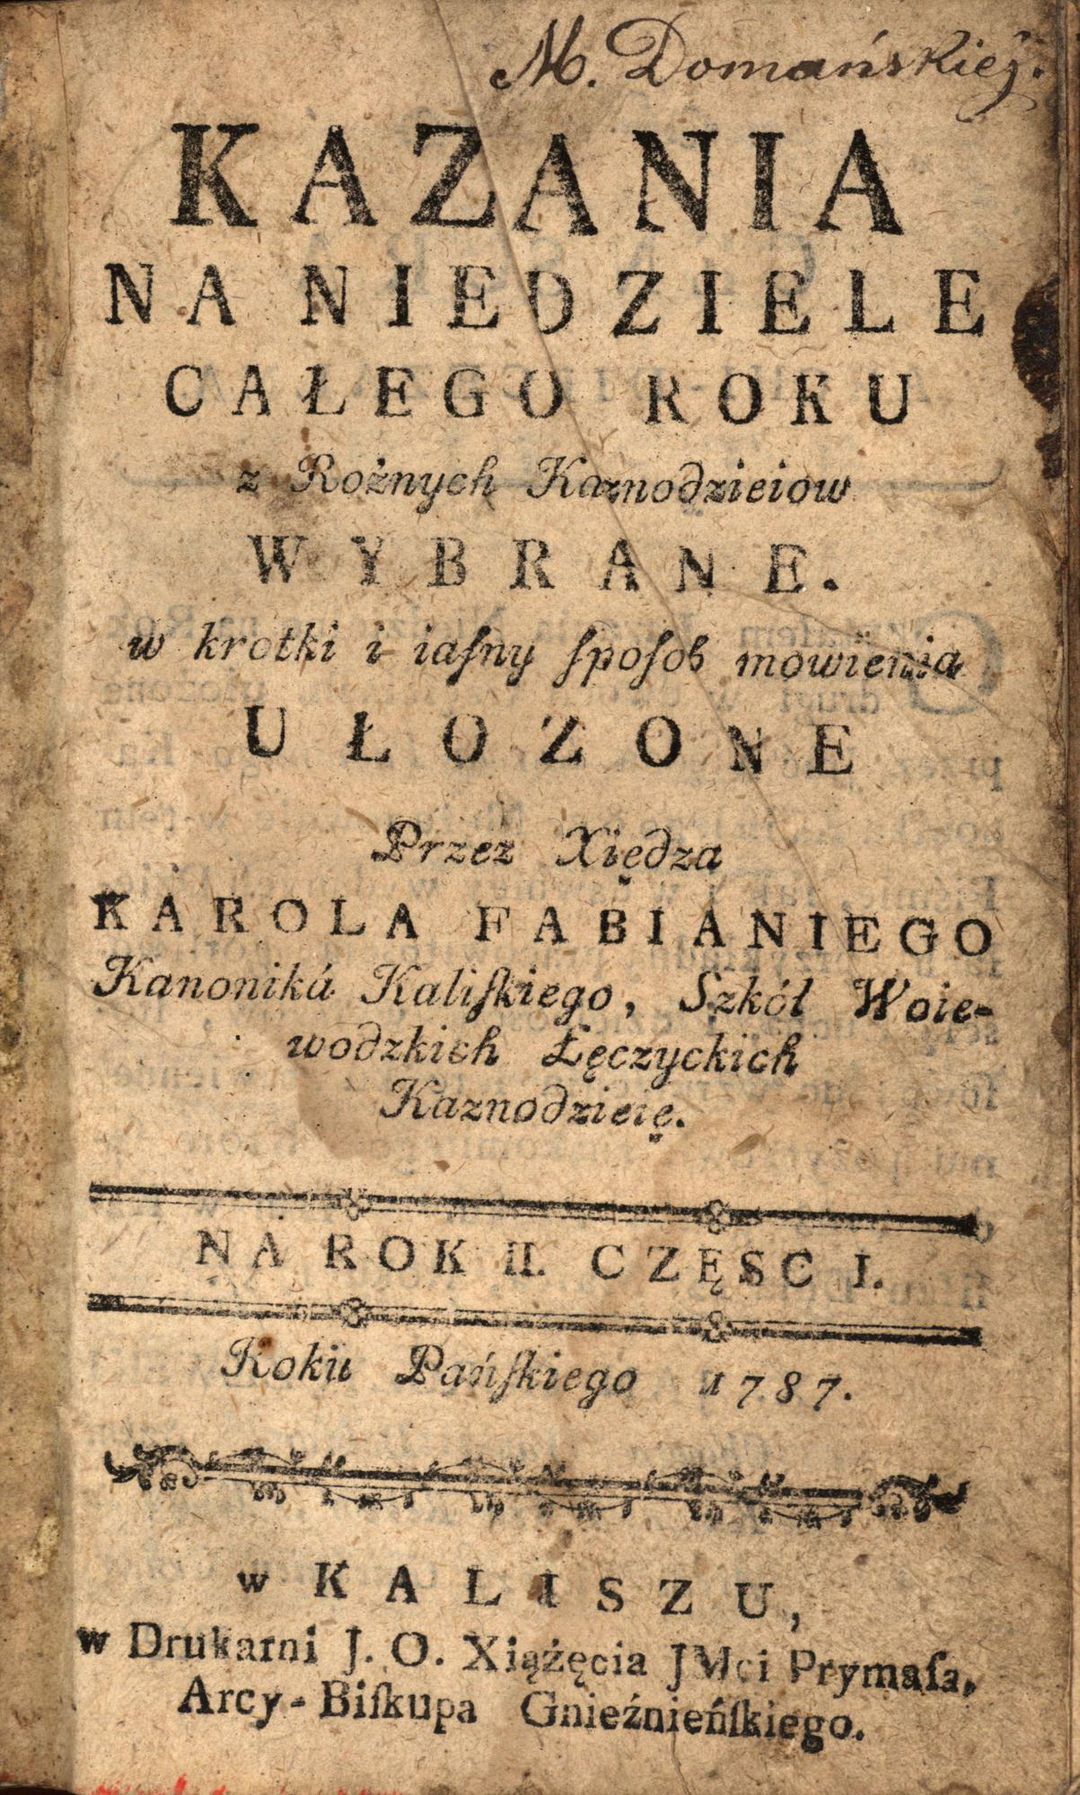 M. Domańskiéj.
KAZANIA
NA NIEDZIELE
CAŁEGO ROKU
z Rożnych Kaznodzieiow
WYBRANE.
w krotki i iaſny ſpoſob mowienia
UŁOZONE
Przez Xiędza
KAROLA FABIANIEGO
Kanoniká Kaliſkiego, Szkół Woie-
wodzkich Łęczyckich
Kaznodzieię.
NA ROK II. CZĘSC I.
Roku Pańſkiego 1787.
w KALISZU,
w Drukarni J. O. Xiążęcia JMci Prymaſa,
Arcy-Biſkupa Gnieźnieńſkiego.